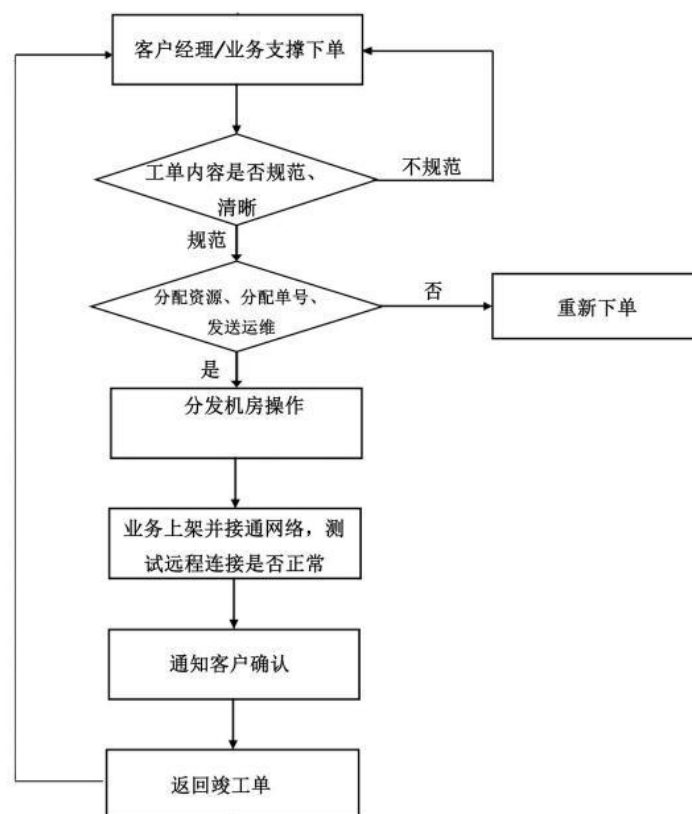 客户经理/业务支撑下单
工单内容是否规范、
清晰
不规范
规范
分配资源、分配单号、
发送运维
否
重新下单
是
分发机房操作
业务上架并接通网络，测
试远程连接是否正常
通知客户确认
返回竣工单